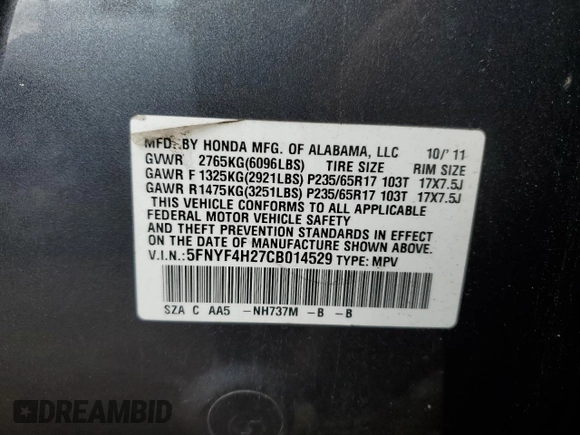 MFD. BY HONDA MFG. OF ALABAMA, LLC 10/'11
GVWR 2765KG(6096LBS) TIRE SIZE RIM SIZE
GAWR F 1325KG(2921LBS) P235/65R17 103T 17X7.5J
GAWR R1475KG(3251LBS) P235/65R17 103T 17X7.5J
THIS VEHICLE CONFORMS TO ALL APPLICABLE
FEDERAL MOTOR VEHICLE SAFETY
AND THEFT PREVENTION STANDARDS IN EFFECT
ON THE DATE OF MANUFACTURE SHOWN ABOVE.
V.I.N.: 5FNYF4H27CB014529 TYPE: MPV
SZA C AA5 -NH737M -B -B
DREAMBID